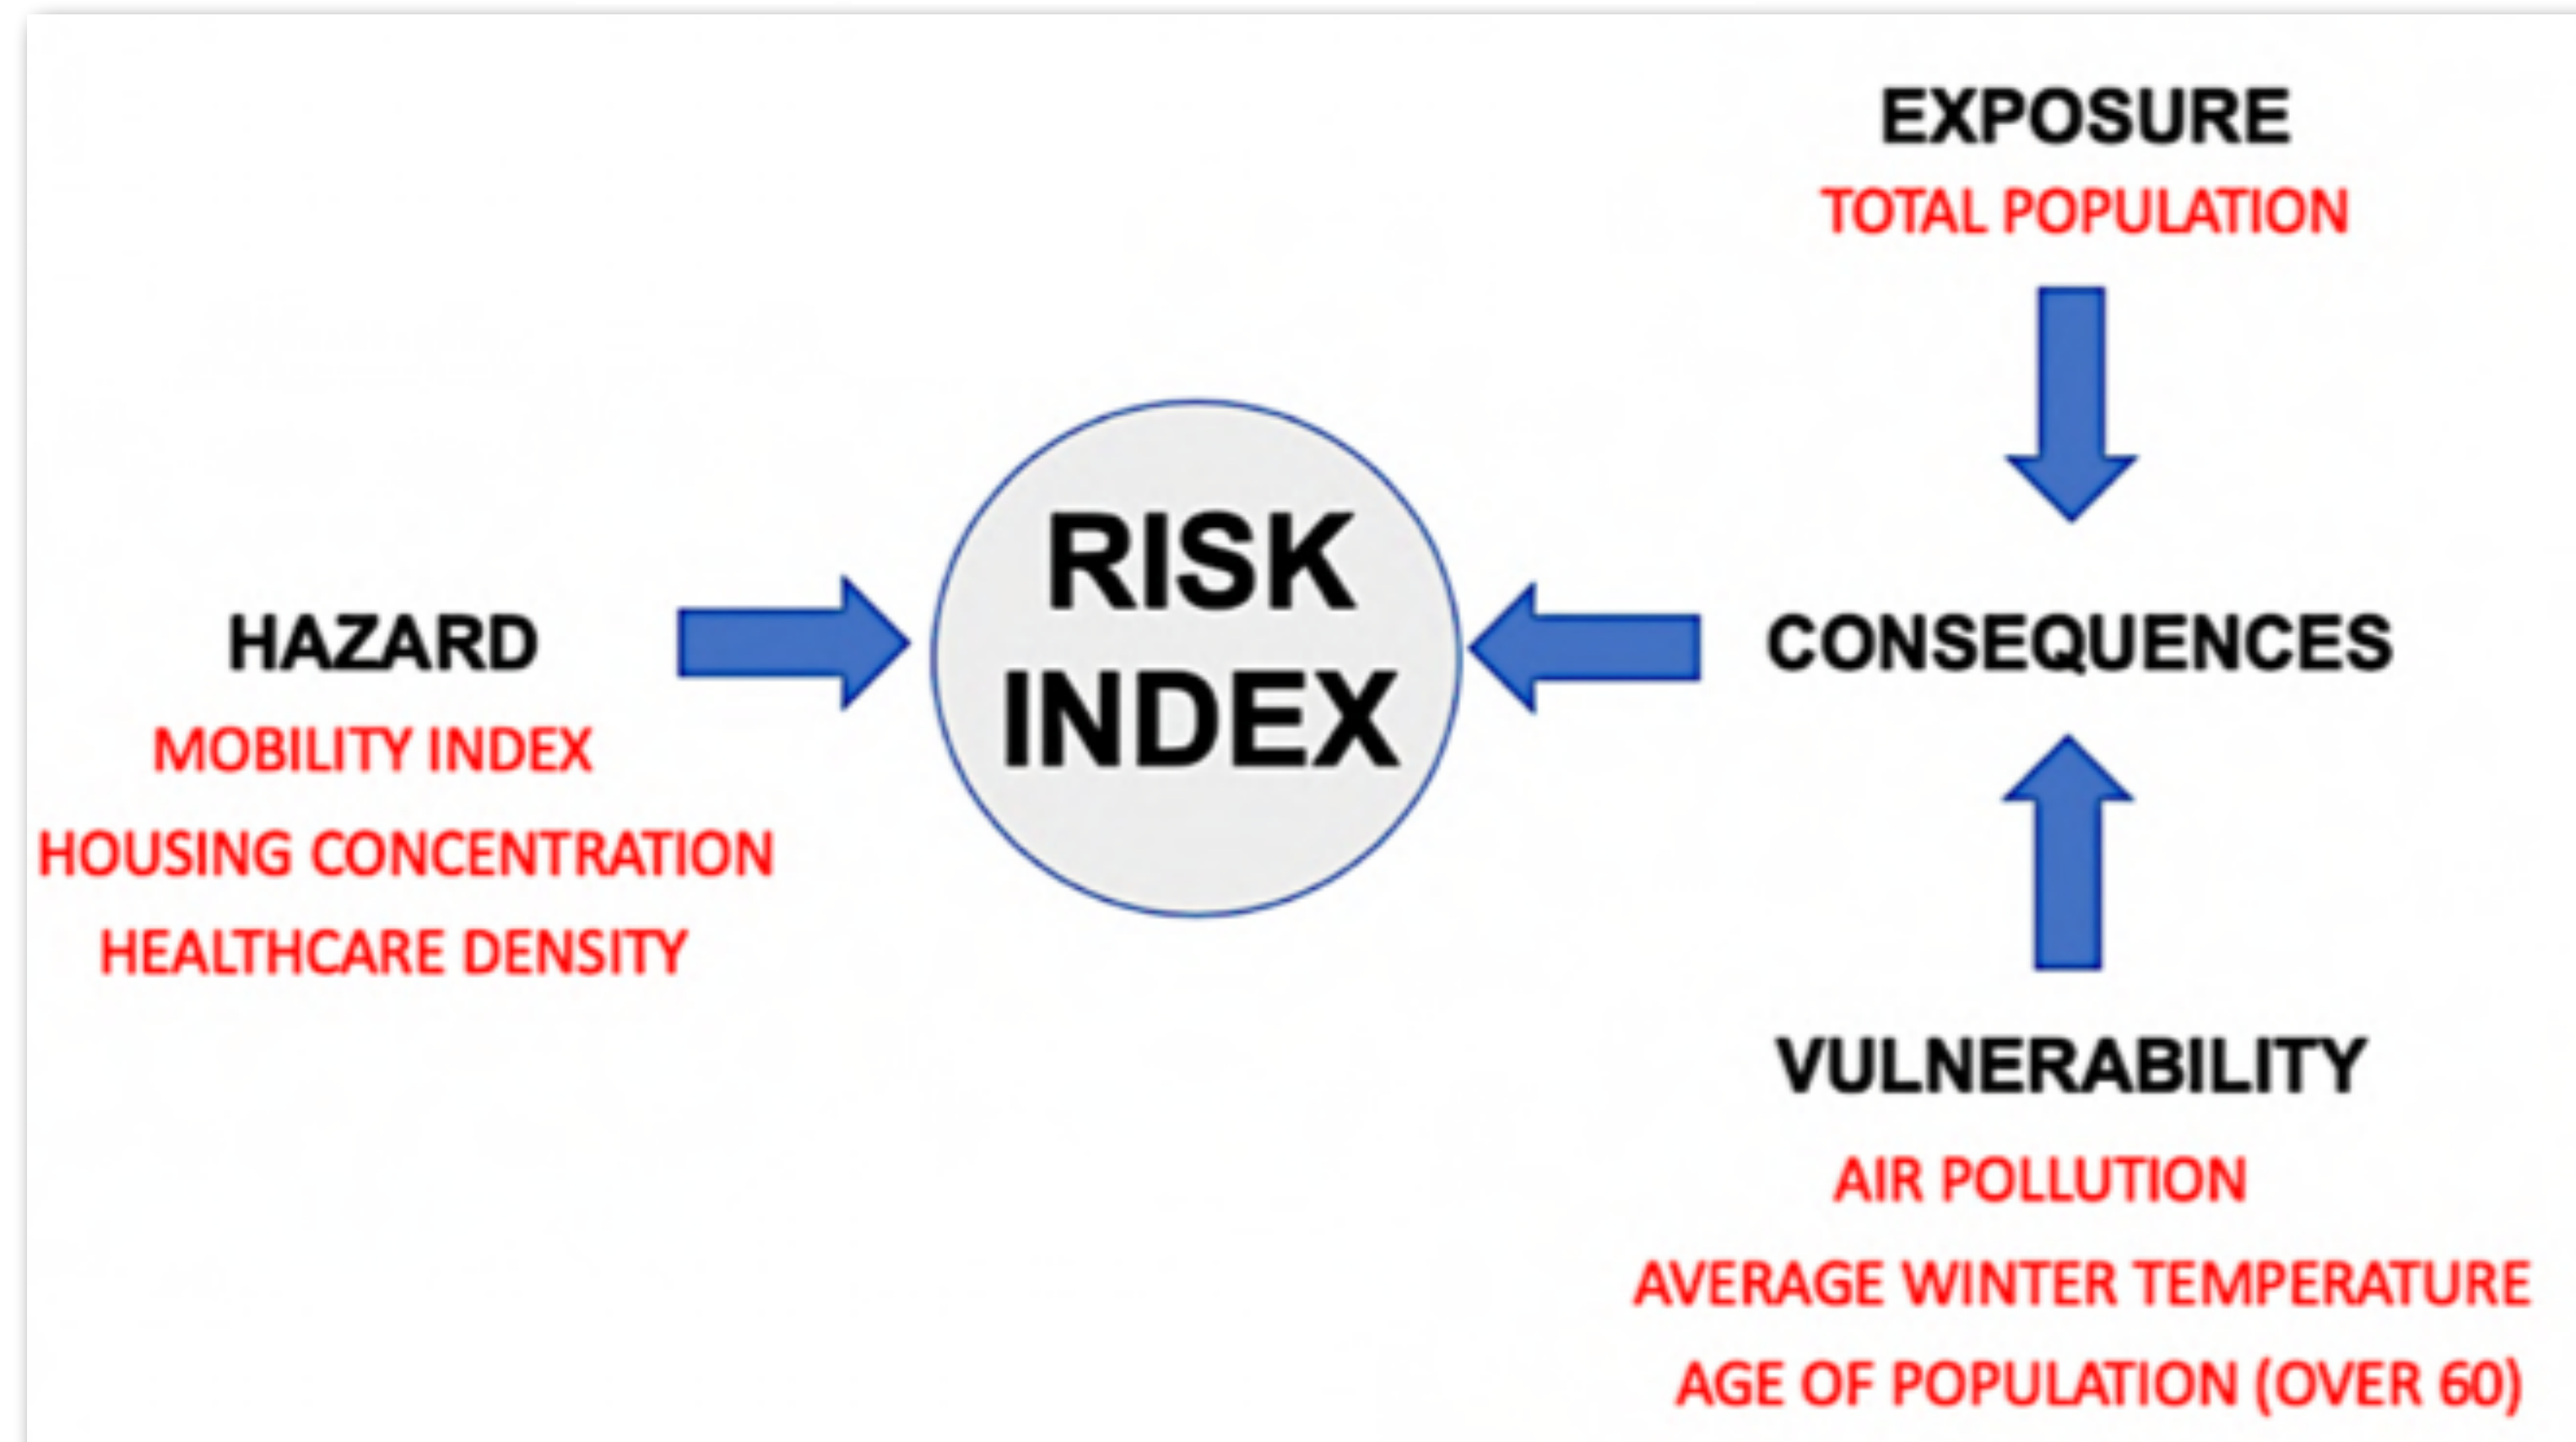 EXPOSURE
TOTAL POPULATION
RISK
INDEX
HAZARD
MOBILITY INDEX
HOUSING CONCENTRATION
HEALTHCARE DENSITY
CONSEQUENCES
VULNERABILITY
AIR POLLUTION
AVERAGE WINTER TEMPERATURE
AGE OF POPULATION (OVER 60)